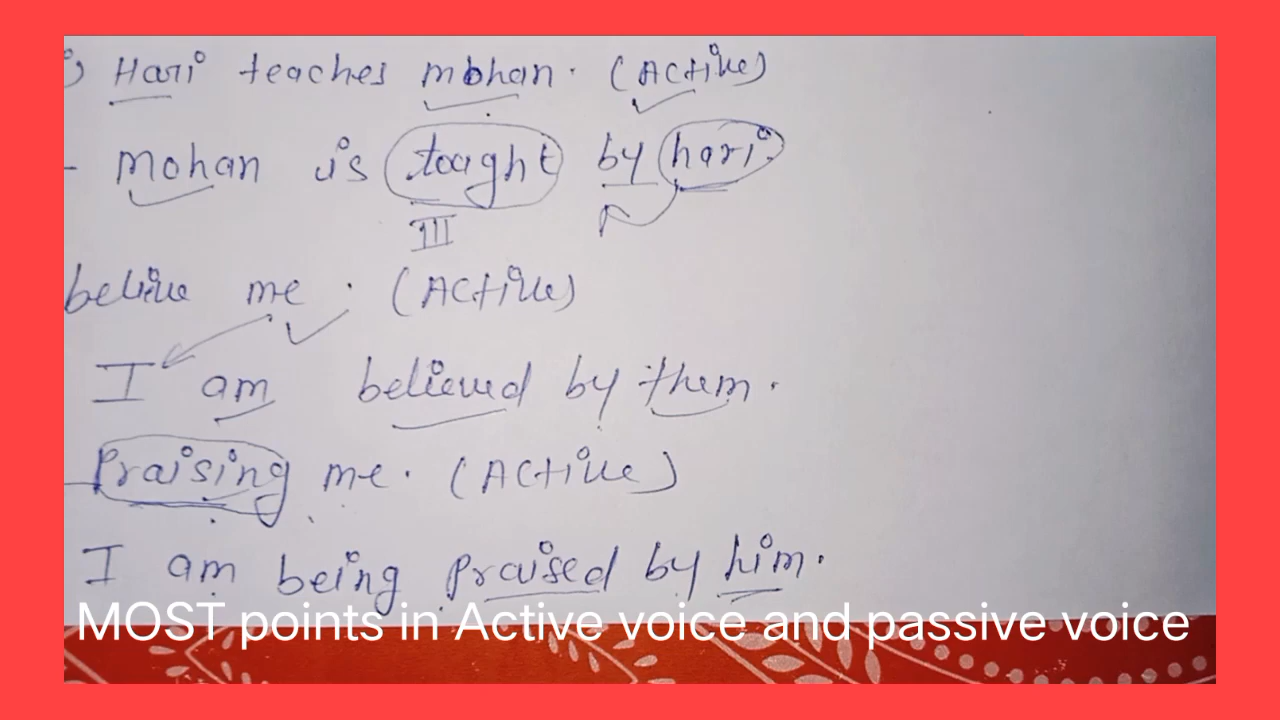 i) Hari teaches mohan. (Active)
- Mohan is taught by hari.
III
belive me. (Active)
I am believed by them.
Praising me. (Active)
I am being Praised by him.
MOST points in Active voice and passive voice